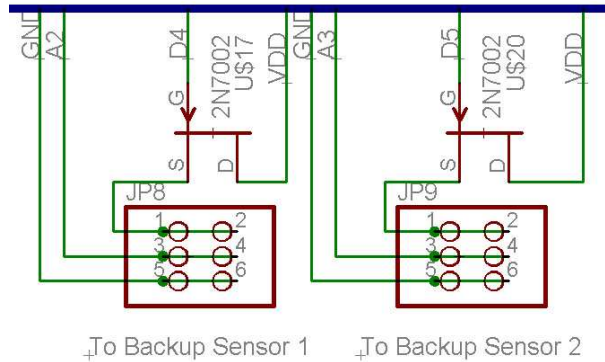 GND
A2
D4
G
2N7002
U$17
VDD
S
D
JP8
1 2
3 4
5 6
To Backup Sensor 1
GND
A3
D5
G
2N7002
U$20
VDD
S
D
JP9
1 2
3 4
5 6
To Backup Sensor 2